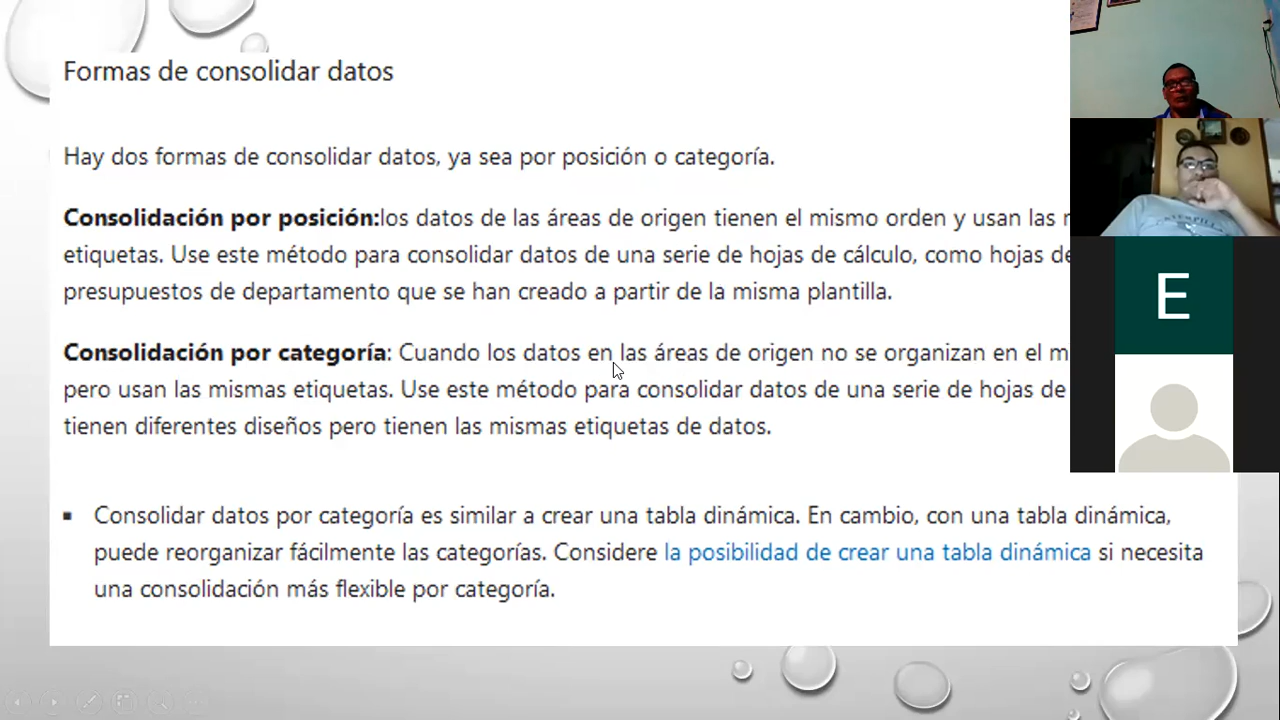 Formas de consolidar datos
Hay dos formas de consolidar datos, ya sea por posición o categoría.
Consolidación por posición:los datos de las áreas de origen tienen el mismo orden y usan las
etiquetas. Use este método para consolidar datos de una serie de hojas de cálculo, como hojas de
presupuestos de departamento que se han creado a partir de la misma plantilla.
Consolidación por categoría: Cuando los datos en las áreas de origen no se organizan en el
pero usan las mismas etiquetas. Use este método para consolidar datos de una serie de hojas de
tienen diferentes diseños pero tienen las mismas etiquetas de datos.
▪ Consolidar datos por categoría es similar a crear una tabla dinámica. En cambio, con una tabla dinámica,
puede reorganizar fácilmente las categorías. Considere la posibilidad de crear una tabla dinámica si necesita
una consolidación más flexible por categoría.
E